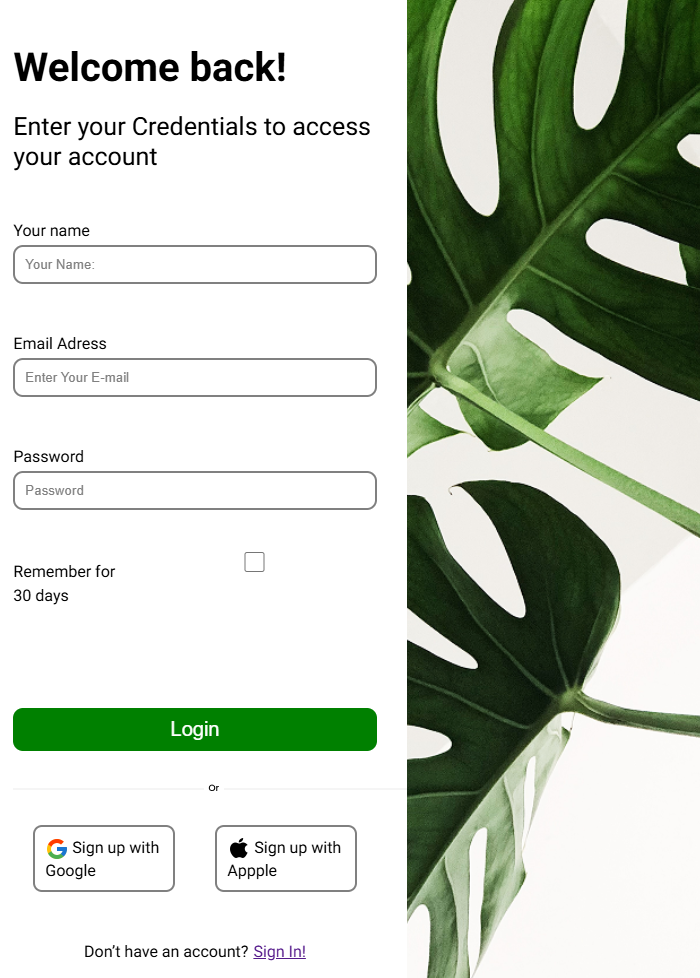 Welcome back!
Enter your Credentials to access
your account
Your name
Your Name:
Email Adress
Enter Your E-mail
Password
Password
Remember for
30 days
Login
Or
Sign up with
Google
Sign up with
Appple
Don’t have an account? Sign In!